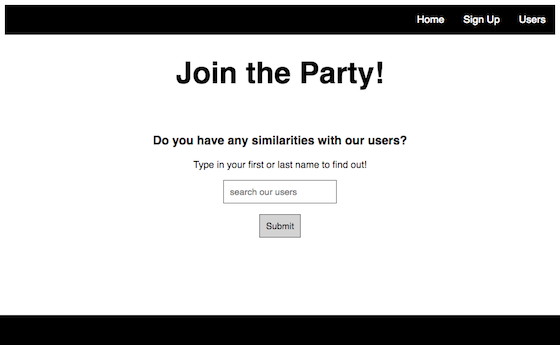 Home Sign Up Users
Join the Party!
Do you have any similarities with our users?
Type in your first or last name to find out!
search our users
Submit